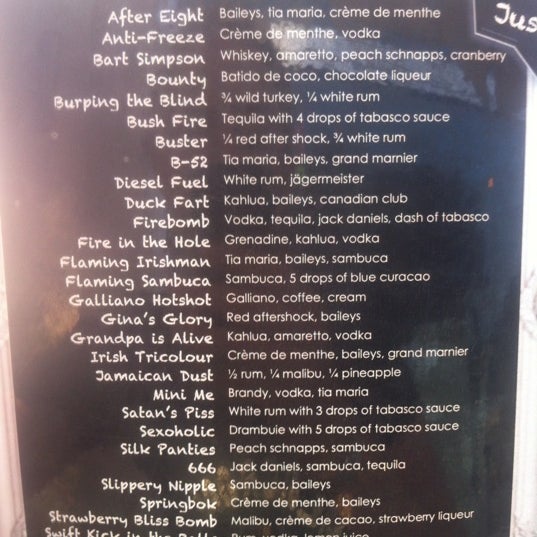 Jus
After Eight Baileys, tia maria, crème de menthe
Anti-Freeze Crème de menthe, vodka
Bart Simpson Whiskey, amaretto, peach schnapps, cranberry
Bounty Batido de coco, chocolate liqueur
Burping the Blind ¾ wild turkey, ¼ white rum
Bush Fire Tequila with 4 drops of tabasco sauce
Buster ¼ red after shock, ¾ white rum
B-52 Tia maria, baileys, grand marnier
Diesel Fuel White rum, jägermeister
Duck Fart Kahlua, baileys, canadian club
Firebomb Vodka, tequila, jack daniels, dash of tabasco
Fire in the Hole Grenadine, kahlua, vodka
Flaming Irishman Tia maria, baileys, sambuca
Flaming Sambuca Sambuca, 5 drops of blue curacao
Galliano Hotshot Galliano, coffee, cream
Gina's Glory Red aftershock, baileys
Grandpa is Alive Kahlua, amaretto, vodka
Irish Tricolour Crème de menthe, baileys, grand marnier
Jamaican Dust ½ rum, ¼ malibu, ¼ pineapple
Mini Me Brandy, vodka, tia maria
Satan's Piss White rum with 3 drops of tabasco sauce
Sexoholic Drambuie with 5 drops of tabasco sauce
Silk Panties Peach schnapps, sambuca
666 Jack daniels, sambuca, tequila
Slippery Nipple Sambuca, baileys
Springbok Crème de menthe, baileys
Strawberry Bliss Bomb Malibu, crème de cacao, strawberry liqueur
Swift Kick in the Rum, vodka, lemon juice